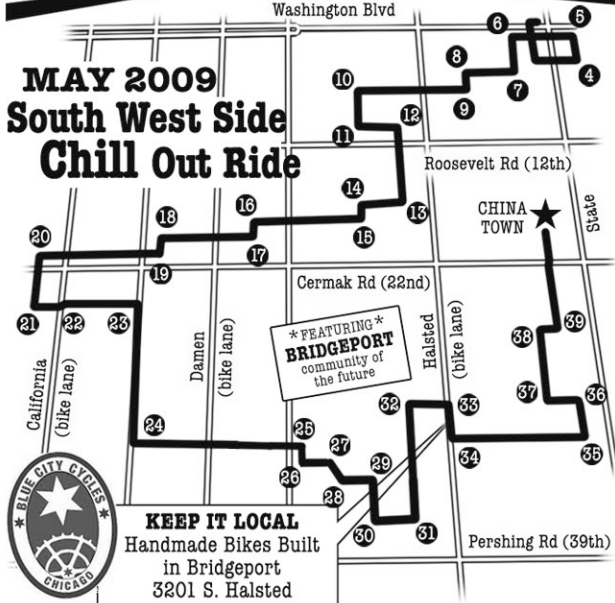 Washington Blvd
MAY 2009
South West Side
Chill Out Ride
6
5
4
8
7
9
10
12
11
Roosevelt Rd (12th)
14
13
CHINA
TOWN
State
16
15
18
17
20
19
Cermak Rd (22nd)
21
22
23
California
(bike lane)
Damen
(bike lane)
*FEATURING*
BRIDGEPORT
community of
the future
Halsted
(bike lane)
38
39
37
36
32
33
24
25
27
29
26
28
34
35
30
31
BLUE CITY CYCLES
CHICAGO
KEEP IT LOCAL
Handmade Bikes Built
in Bridgeport
3201 S. Halsted
Pershing Rd (39th)